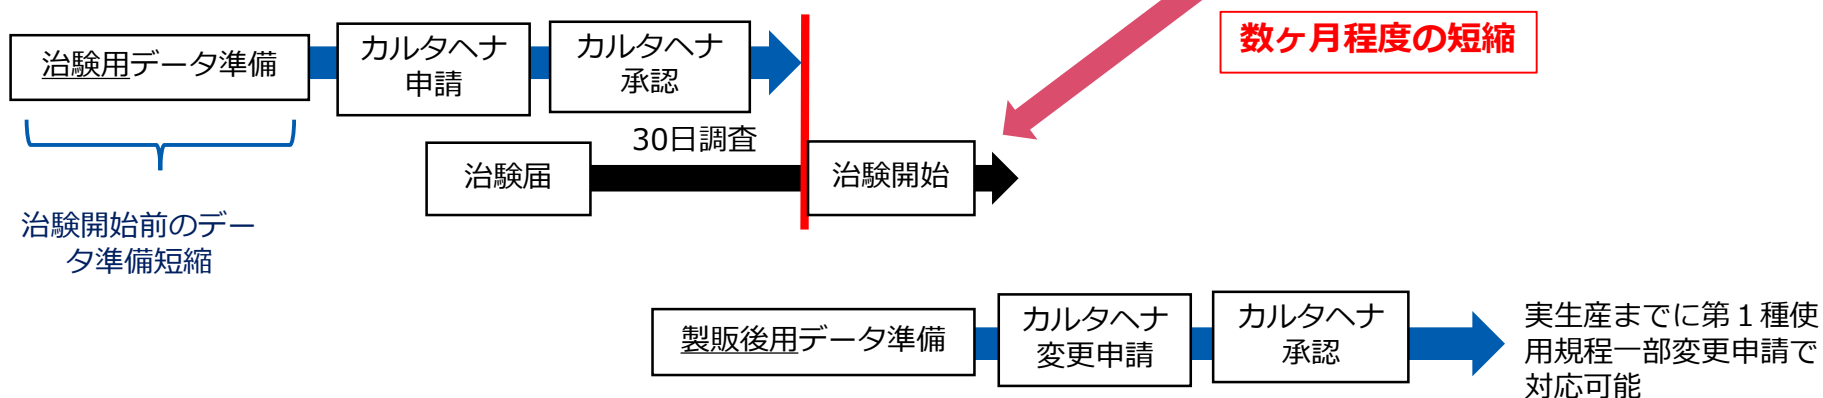 数ヶ月程度の短縮
治験用データ準備
カルタヘナ
申請
カルタヘナ
承認
30日調査
治験届
治験開始
治験開始前のデー
タ準備短縮
製販後用データ準備
カルタヘナ
変更申請
カルタヘナ
承認
実生産までに第１種使
用規程一部変更申請で
対応可能